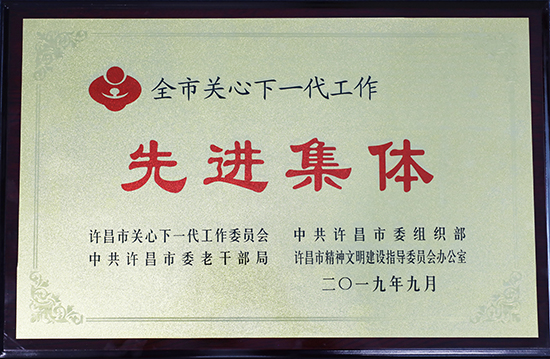 全市关心下一代工作
先进集体
许昌市关心下一代工作委员会 中共许昌市委组织部
中共许昌市委老干部局 许昌市精神文明建设指导委员会办公室
二〇一九年九月